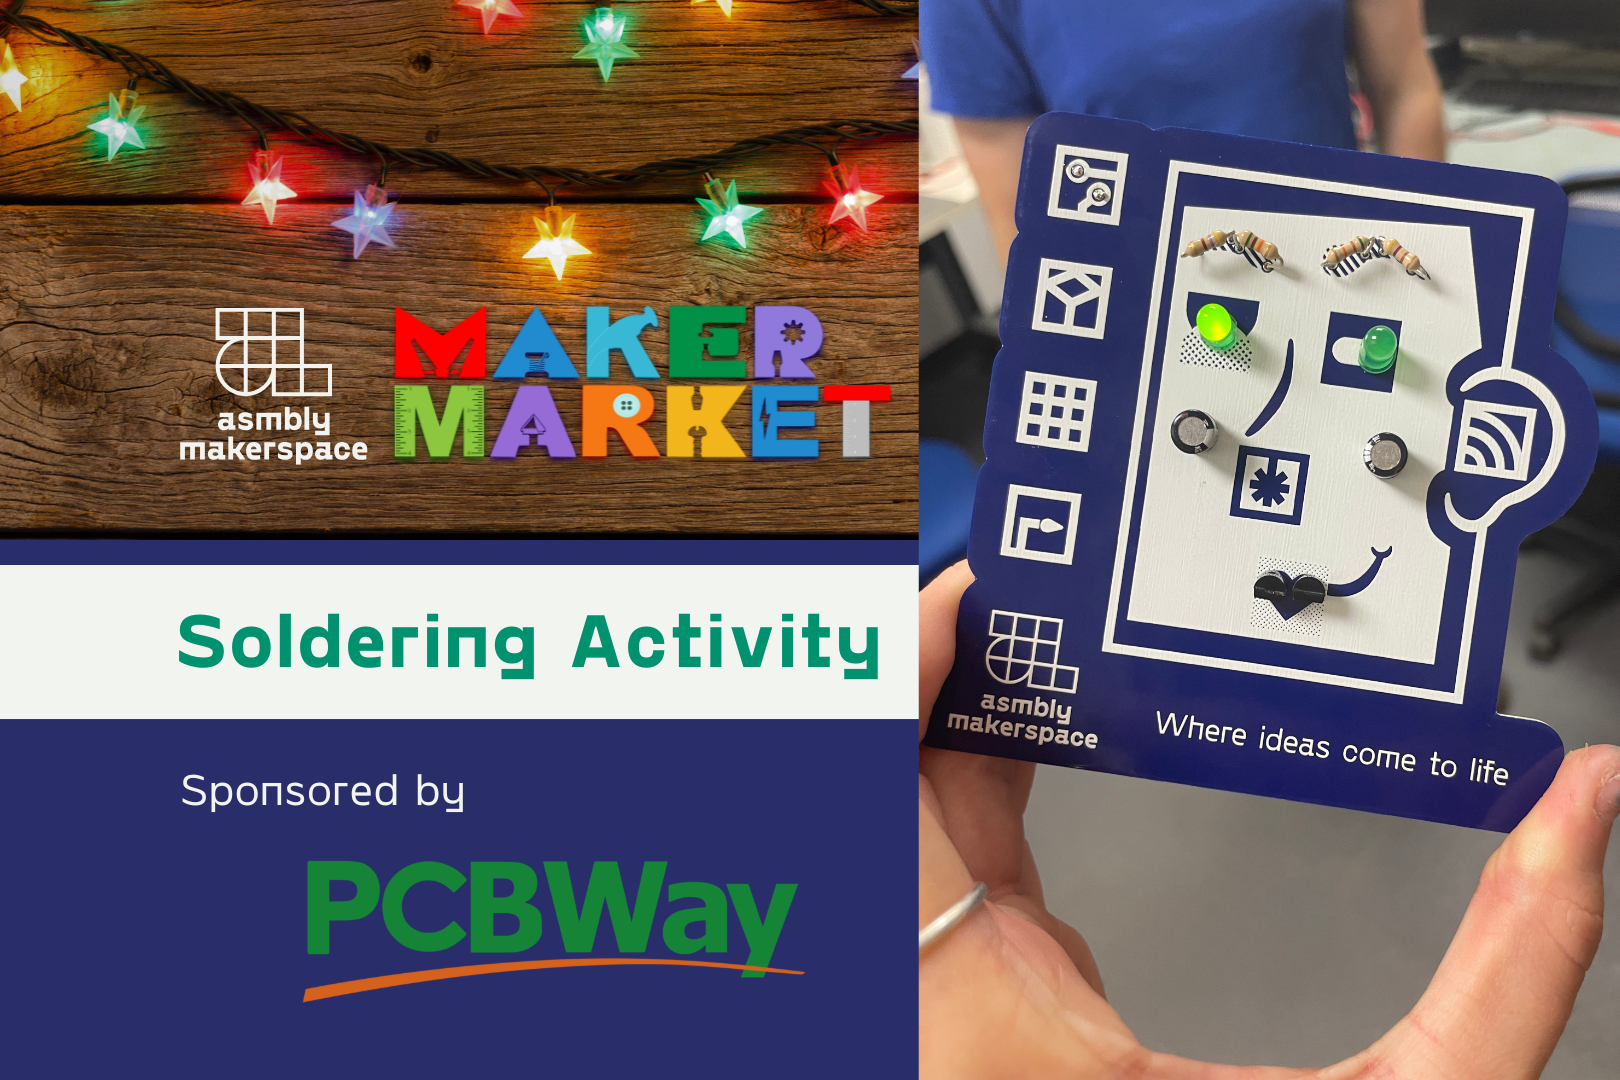 asmbly
makerspace
MAKER
MARKET
Soldering Activity
Sponsored by
PCBWay
asmbly
makerspace
Where ideas come to life